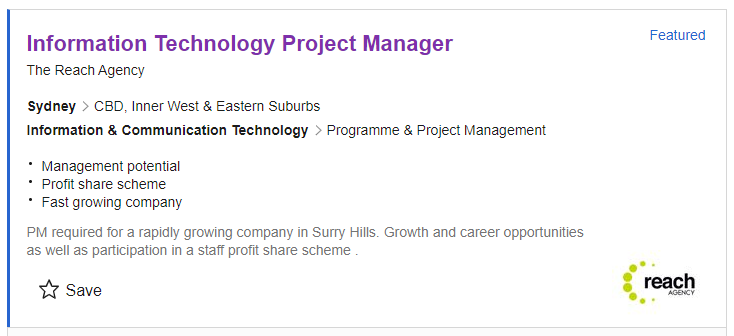 Information Technology Project Manager
Featured
The Reach Agency
Sydney > CBD, Inner West & Eastern Suburbs
Information & Communication Technology > Programme & Project Management
• Management potential
• Profit share scheme
• Fast growing company
PM required for a rapidly growing company in Surry Hills. Growth and career opportunities
as well as participation in a staff profit share scheme .
Save
reach
AGENCY